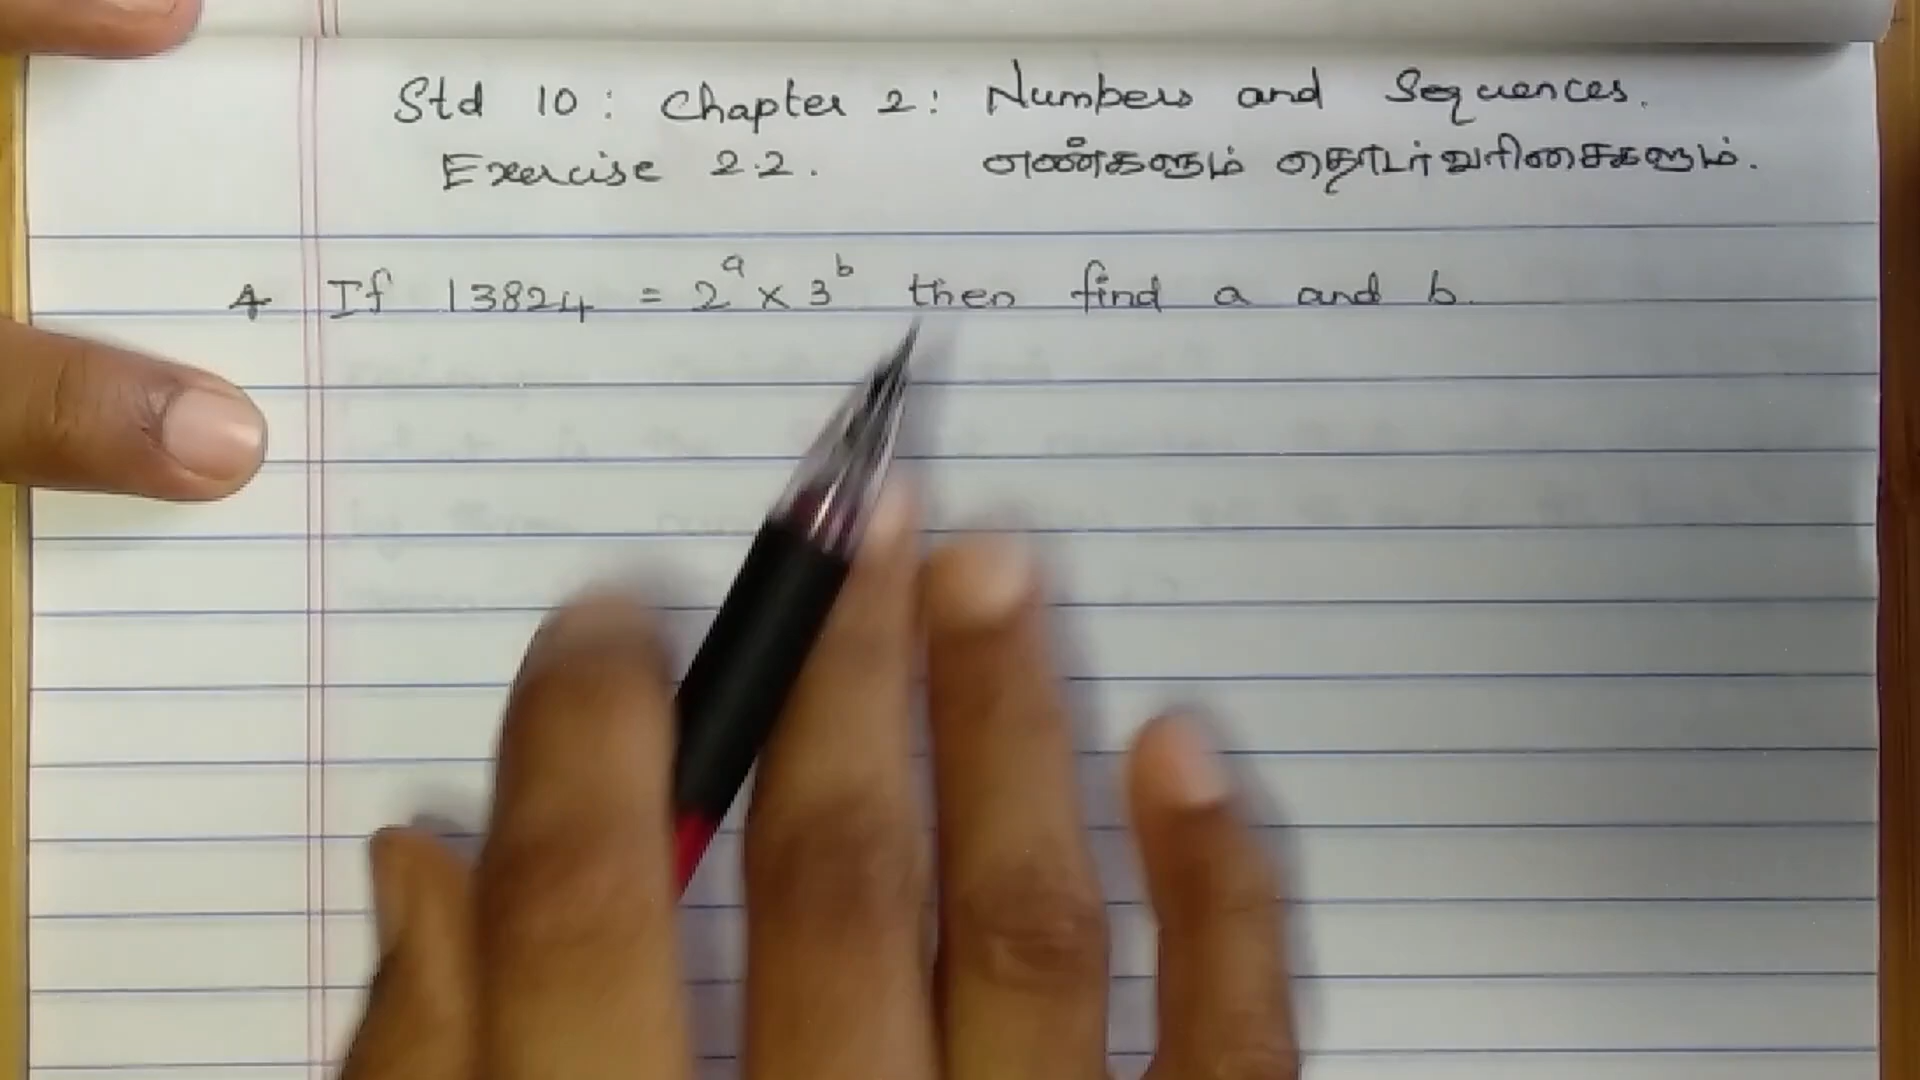 Std 10 : Chapter 2 : Numbers and Sequences.
Exercise 2.2. எண்களும் தொடர்வரிசைகளும்.
4 If 13824 = 2^a × 3^b then find a and b.